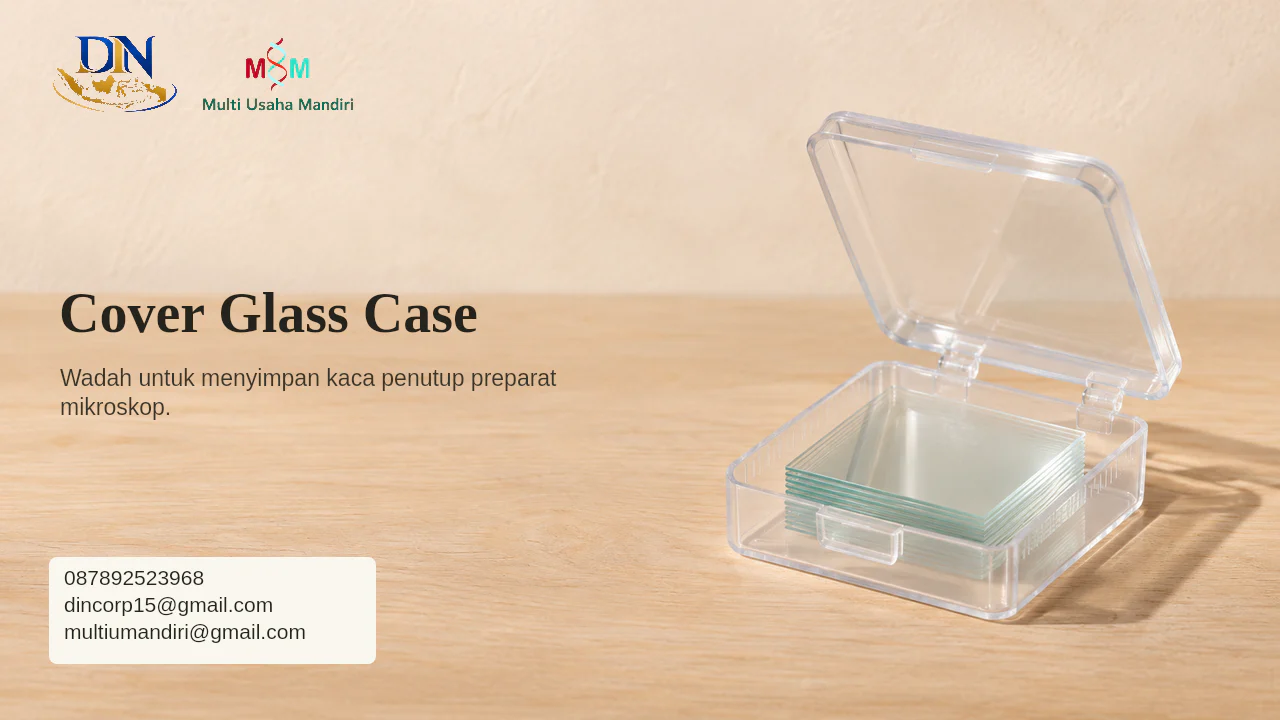 DIN
MSM
Multi Usaha Mandiri
Cover Glass Case
Wadah untuk menyimpan kaca penutup preparat
mikroskop.
087892523968
dincorp15@gmail.com
multiumandiri@gmail.com